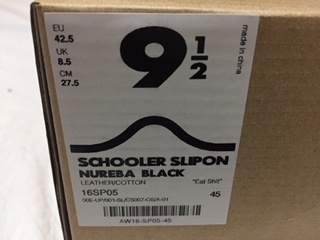 EU
42.5
UK
8.5
CM
27.5
9 1/2
made in china
SCHOOLER SLIPON
NUREBA BLACK
LEATHER/COTTON "Eat Shit"
16SP05 45
AW16-SP05-45